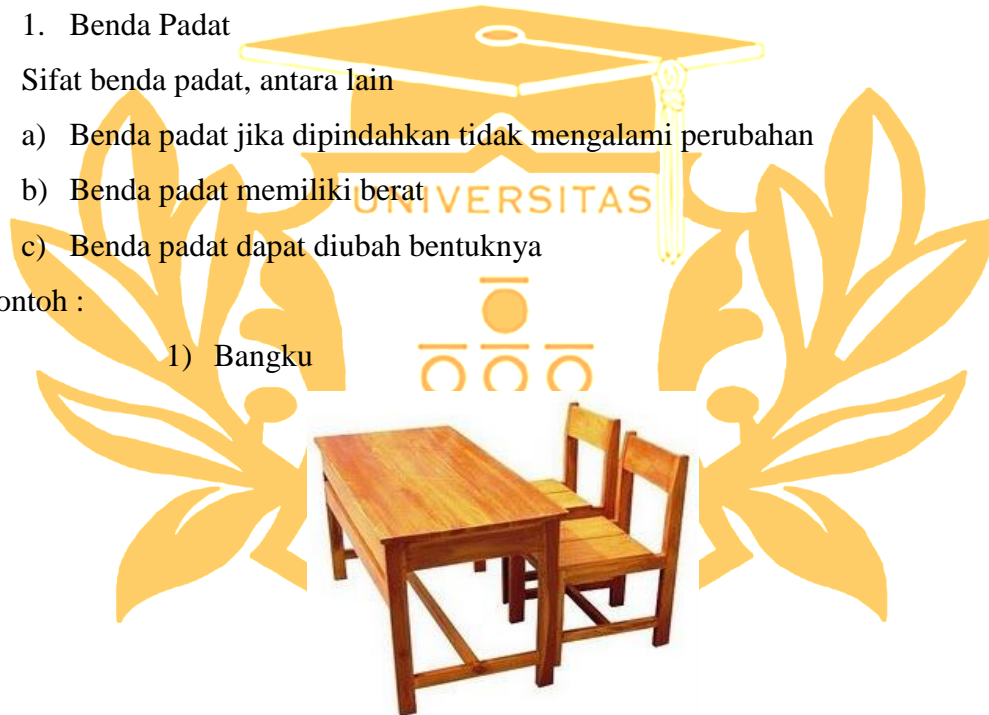 1. Benda Padat
Sifat benda padat, antara lain
a) Benda padat jika dipindahkan tidak mengalami perubahan
b) Benda padat memiliki berat
UNIVERSITAS
c) Benda padat dapat diubah bentuknya
ontoh :
1) Bangku